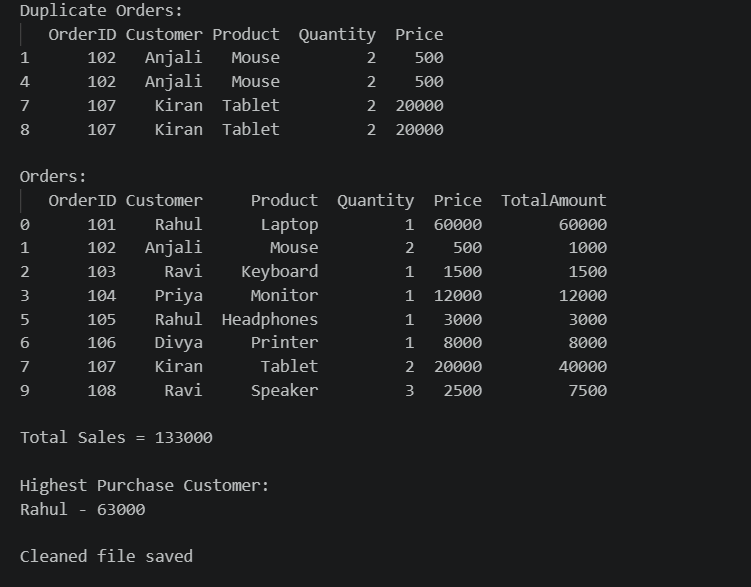 Duplicate Orders:
OrderID Customer Product Quantity Price
1 102 Anjali Mouse 2 500
4 102 Anjali Mouse 2 500
7 107 Kiran Tablet 2 20000
8 107 Kiran Tablet 2 20000
Orders:
OrderID Customer Product Quantity Price TotalAmount
0 101 Rahul Laptop 1 60000 60000
1 102 Anjali Mouse 2 500 1000
2 103 Ravi Keyboard 1 1500 1500
3 104 Priya Monitor 1 12000 12000
5 105 Rahul Headphones 1 3000 3000
6 106 Divya Printer 1 8000 8000
7 107 Kiran Tablet 2 20000 40000
9 108 Ravi Speaker 3 2500 7500
Total Sales = 133000
Highest Purchase Customer:
Rahul - 63000
Cleaned file saved